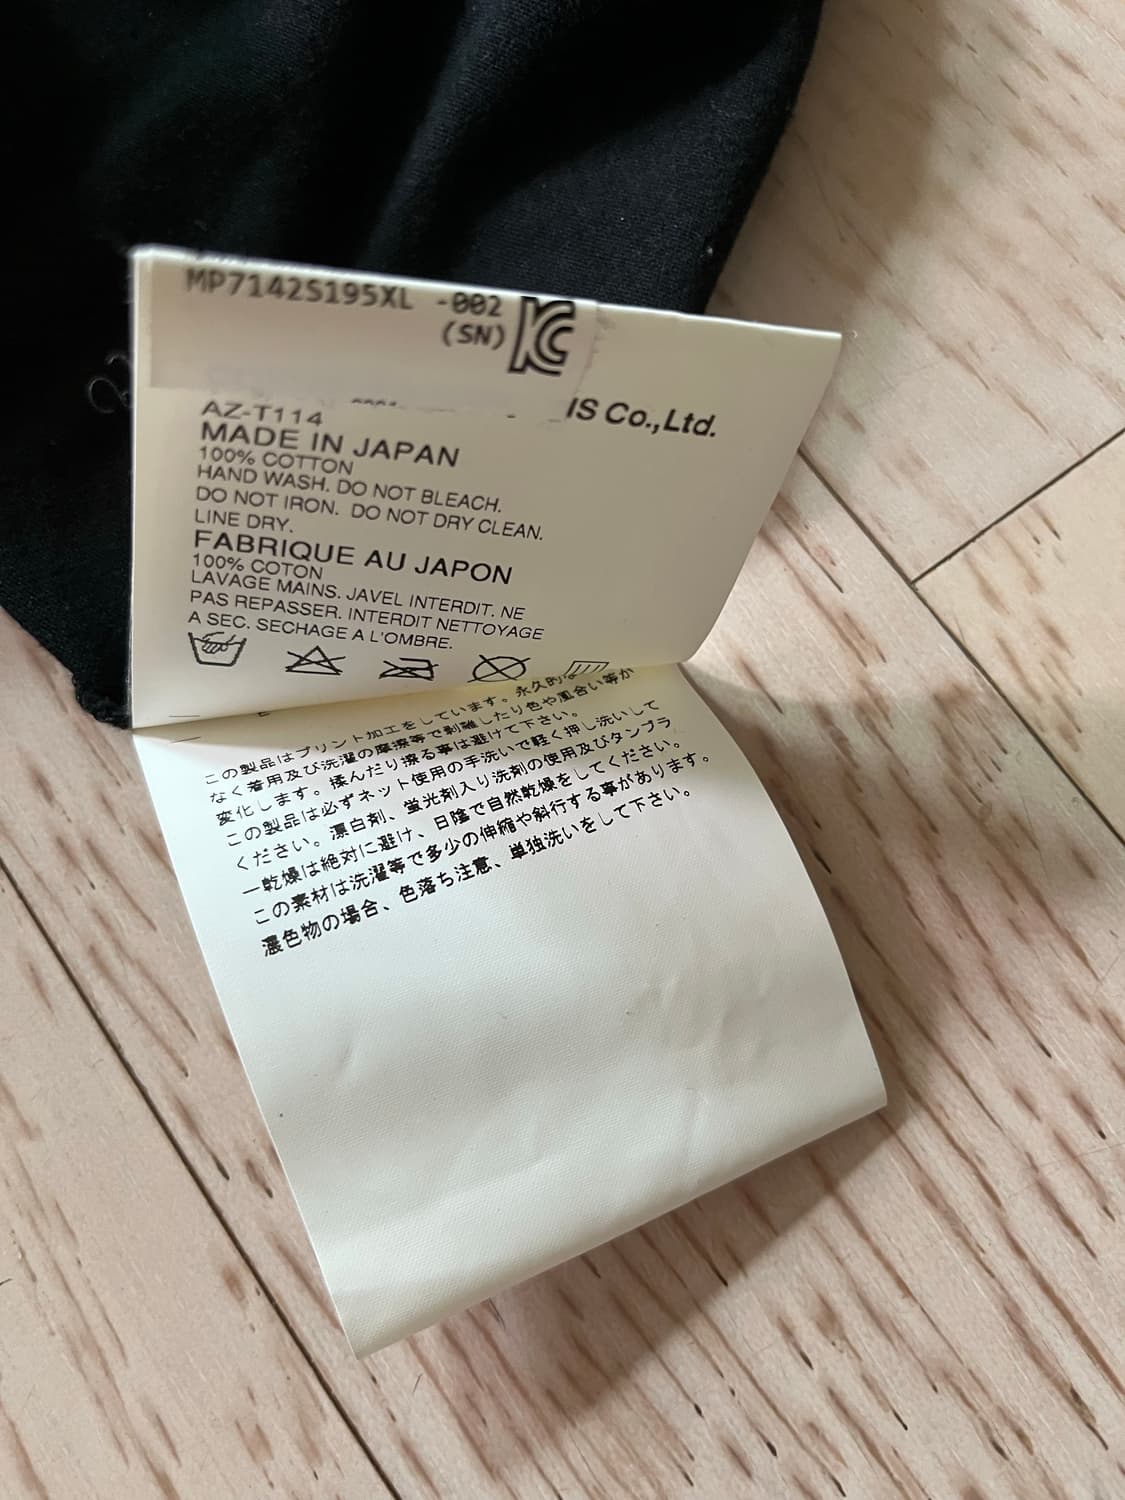 MP7142S195XL -002
(SN)
AZ-T114
IS Co.,Ltd.
MADE IN JAPAN
100% COTTON
HAND WASH. DO NOT BLEACH.
DO NOT IRON. DO NOT DRY CLEAN.
LINE DRY.
FABRIQUE AU JAPON
100% COTON
LAVAGE MAINS. JAVEL INTERDIT. NE
PAS REPASSER. INTERDIT NETTOYAGE
A SEC. SECHAGE A L'OMBRE.
この製品はプリント加工をしています。永久的
なく着用及び洗濯の摩擦等で剥離したり色や風合い等が
変化します。揉んだり擦る事は避けて下さい。
この製品は必ずネット使用の手洗いで軽く押し洗いして
ください。漂白剤、蛍光剤入り洗剤の使用及びタンブラ
ー乾燥は絶対に避け、日陰で自然乾燥をしてください。
この素材は洗濯等で多少の伸縮や斜行する事があります。
濃色物の場合、色落ち注意、単独洗いをして下さい。